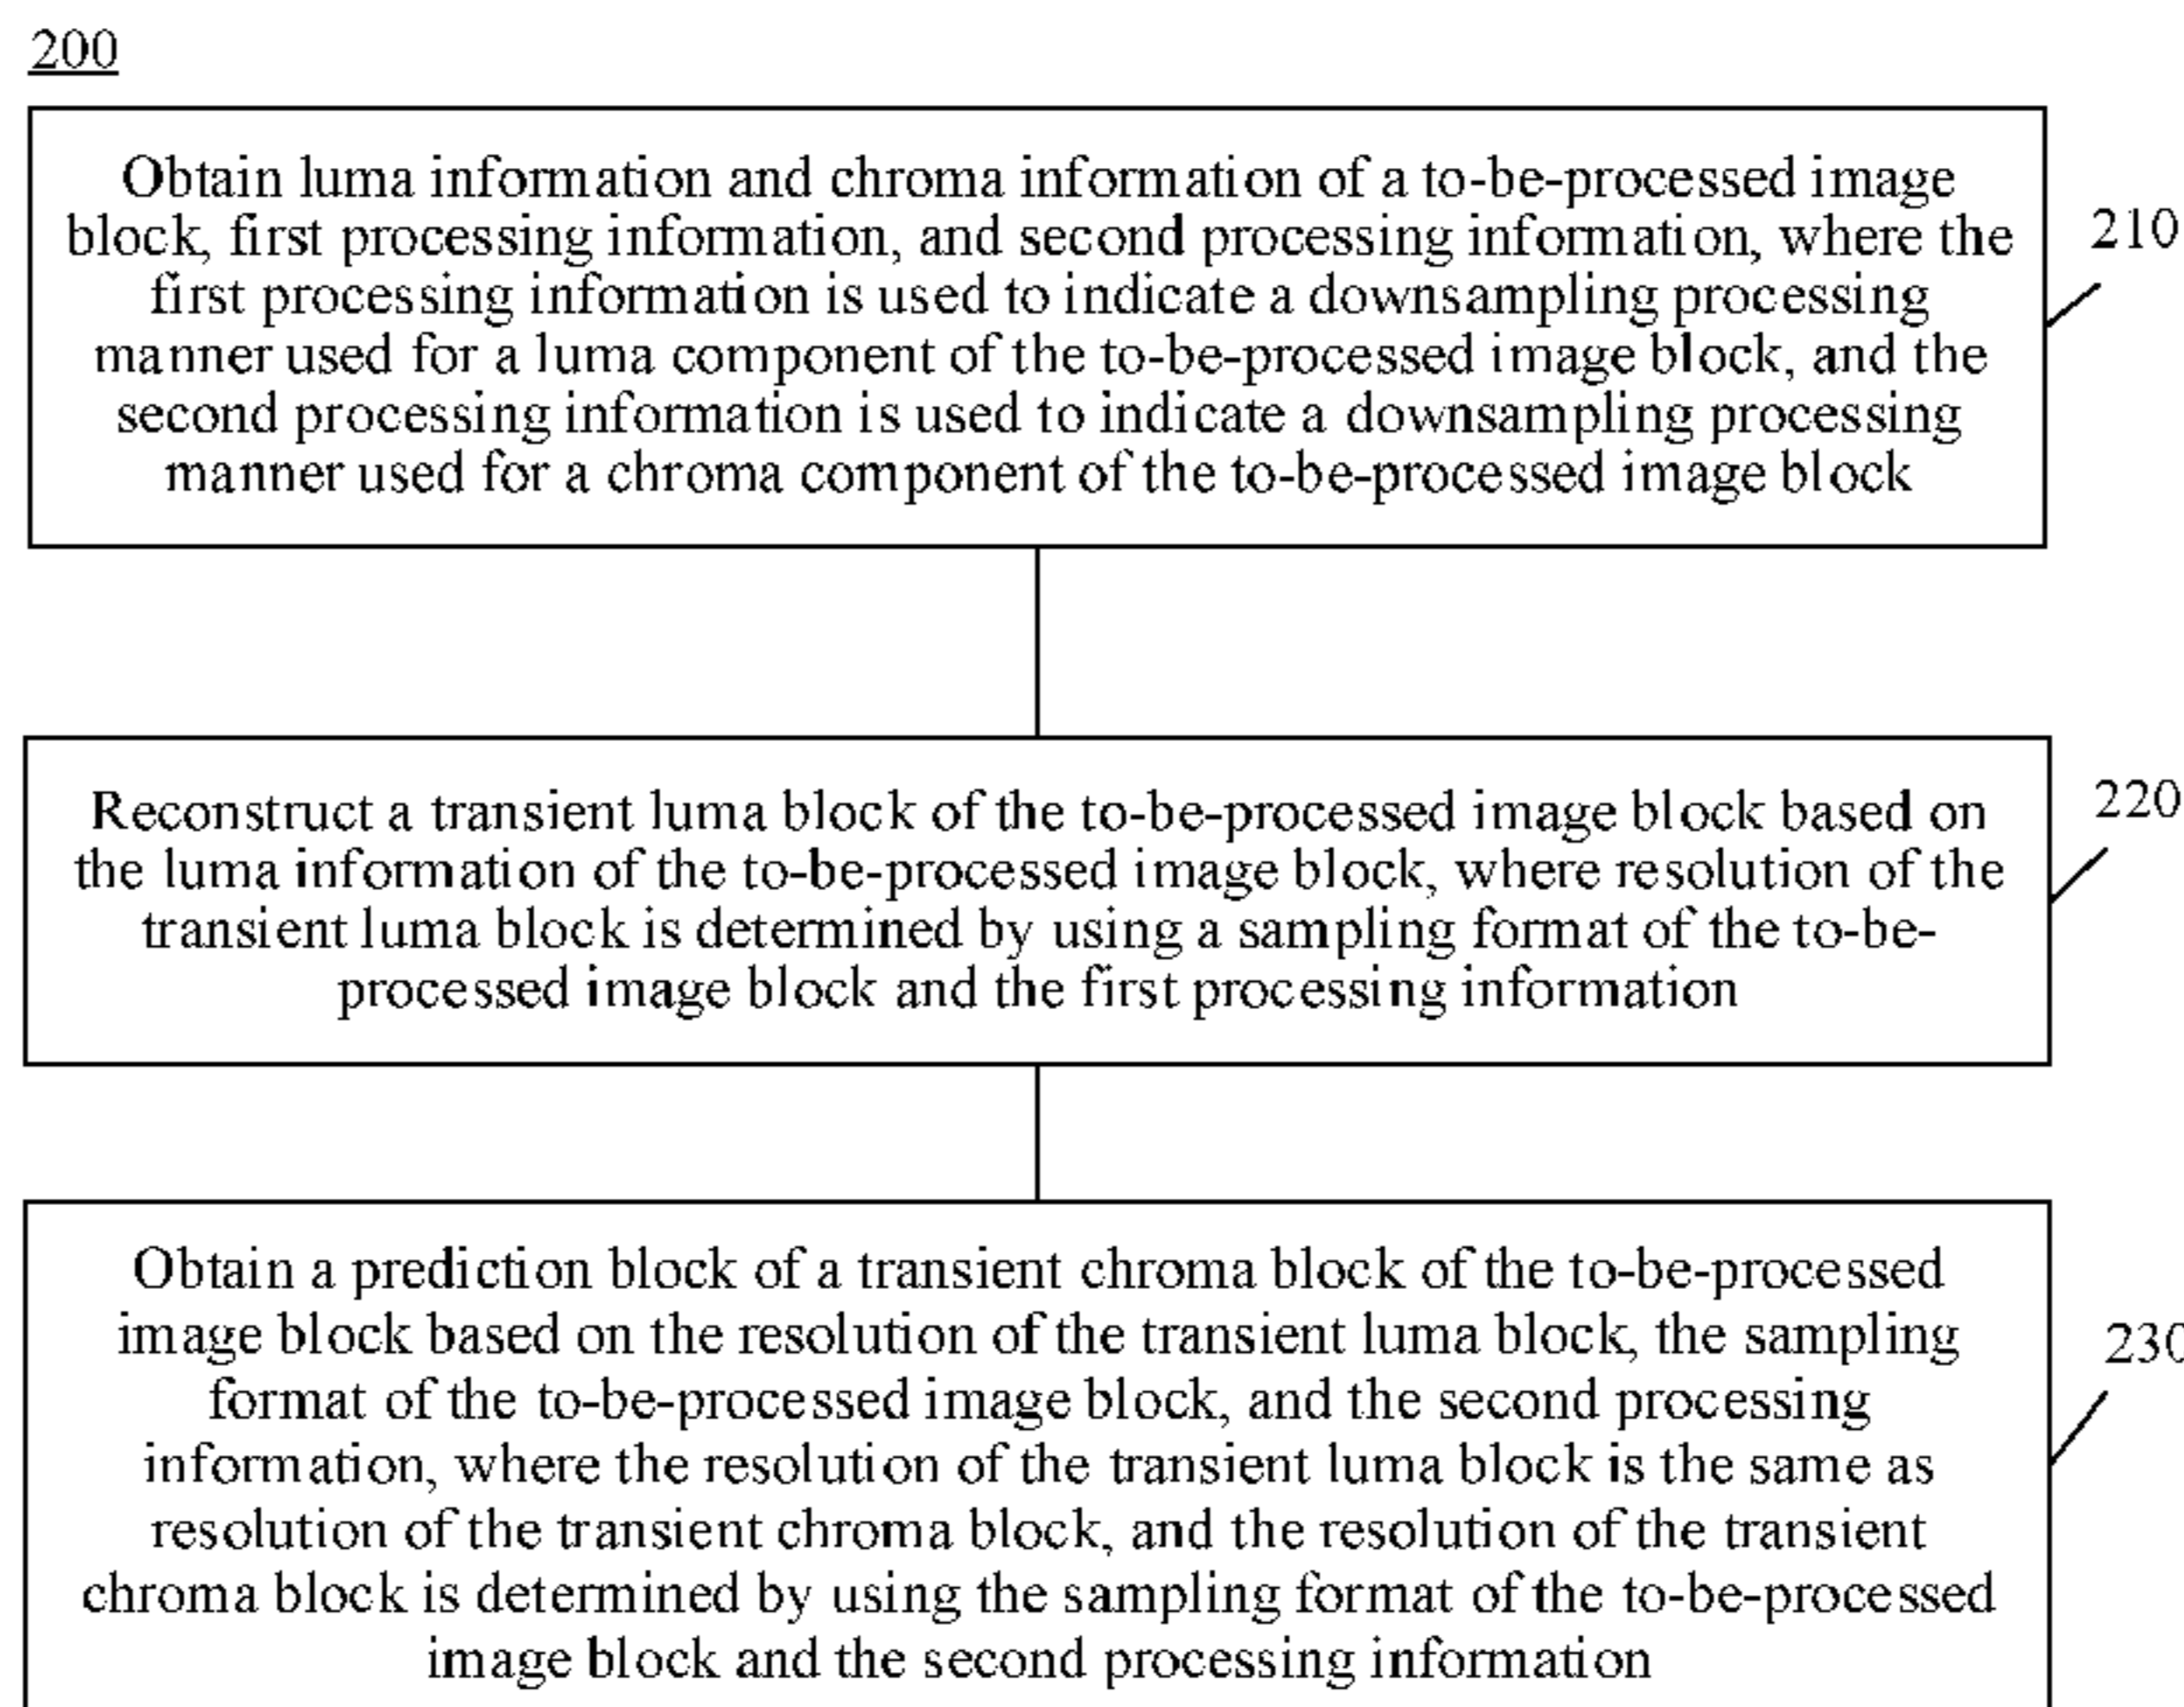 200
Obtain luma information and chroma information of a to-be-processed image
block, first processing information, and second processing information, where the
first processing information is used to indicate a downsampling processing
manner used for a luma component of the to-be-processed image block, and the
second processing information is used to indicate a downsampling processing
manner used for a chroma component of the to-be-processed image block
210
Reconstruct a transient luma block of the to-be-processed image block based on
the luma information of the to-be-processed image block, where resolution of the
transient luma block is determined by using a sampling format of the to-be-
processed image block and the first processing information
220
Obtain a prediction block of a transient chroma block of the to-be-processed
image block based on the resolution of the transient luma block, the sampling
format of the to-be-processed image block, and the second processing
information, where the resolution of the transient luma block is the same as
resolution of the transient chroma block, and the resolution of the transient
chroma block is determined by using the sampling format of the to-be-processed
image block and the second processing information
230